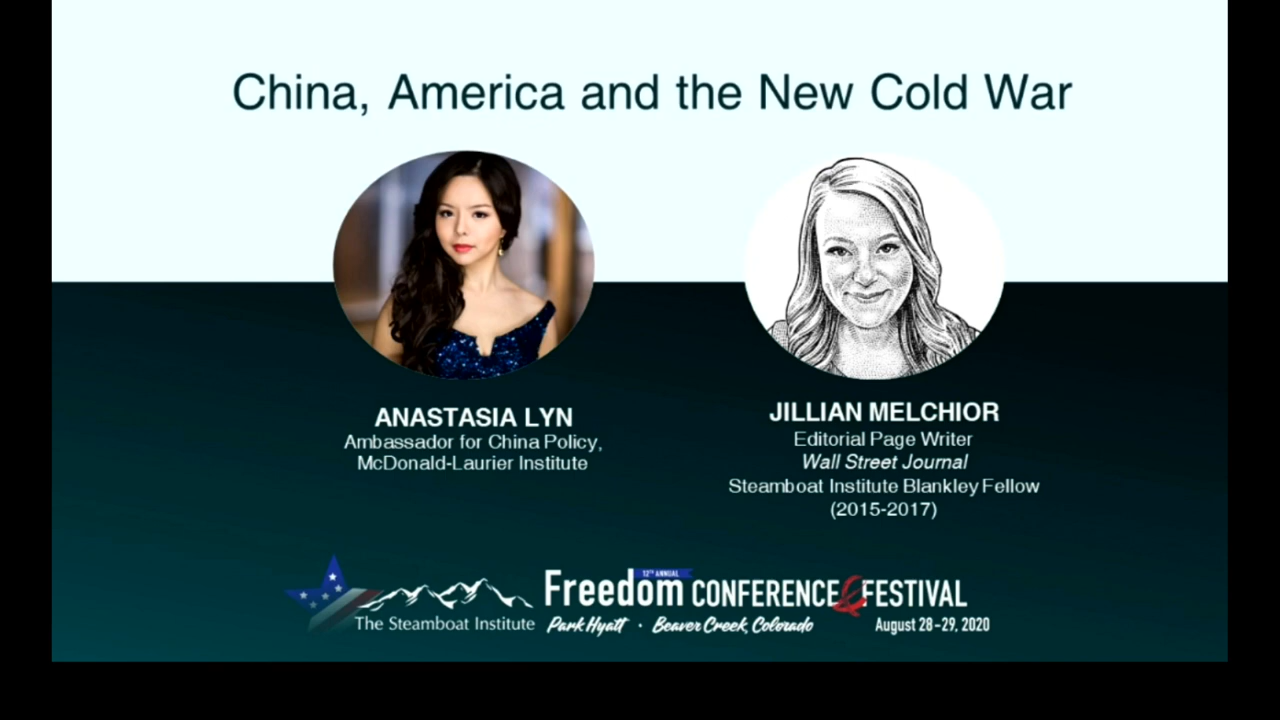 China, America and the New Cold War
ANASTASIA LYN
Ambassador for China Policy,
McDonald-Laurier Institute
JILLIAN MELCHIOR
Editorial Page Writer
Wall Street Journal
Steamboat Institute Blankley Fellow
(2015-2017)
The Steamboat Institute
12TH ANNUAL
Freedom CONFERENCE & FESTIVAL
Park Hyatt · Beaver Creek, Colorado
August 28-29, 2020